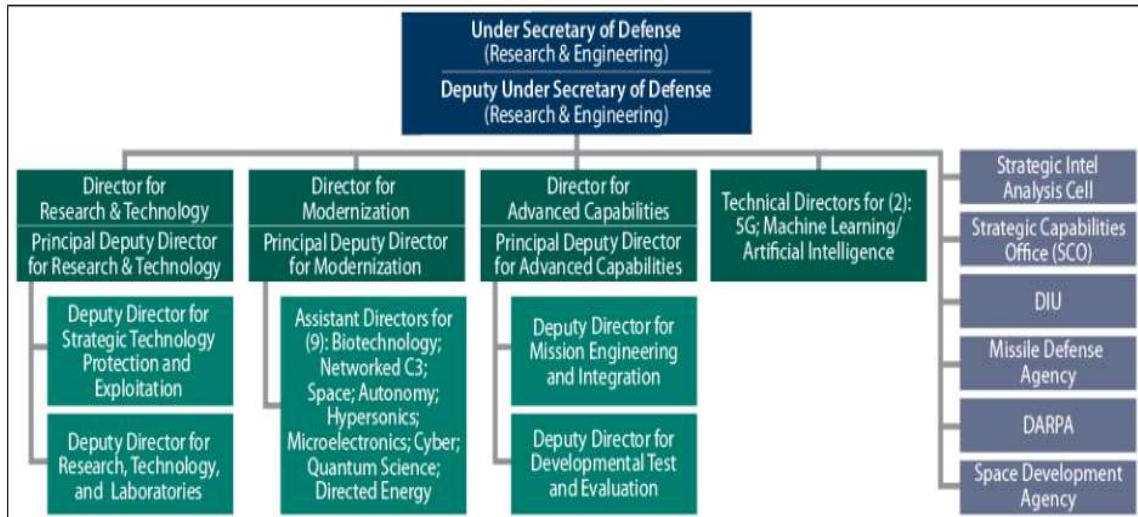 Under Secretary of Defense
(Research & Engineering)
Deputy Under Secretary of Defense
(Research & Engineering)
Director for
Research & Technology
Principal Deputy Director
for Research & Technology
Deputy Director for
Strategic Technology
Protection and
Exploitation
Deputy Director for
Research, Technology,
and Laboratories
Director for
Modernization
Principal Deputy Director
for Modernization
Assistant Directors for
(9): Biotechnology;
Networked C3;
Space; Autonomy;
Hypersonics;
Microelectronics; Cyber;
Quantum Science;
Directed Energy
Director for
Advanced Capabilities
Principal Deputy Director
for Advanced Capabilities
Deputy Director for
Mission Engineering
and Integration
Deputy Director for
Developmental Test
and Evaluation
Technical Directors for (2):
5G; Machine Learning/
Artificial Intelligence
Strategic Intel
Analysis Cell
Strategic Capabilities
Office (SCO)
DIU
Missile Defense
Agency
DARPA
Space Development
Agency